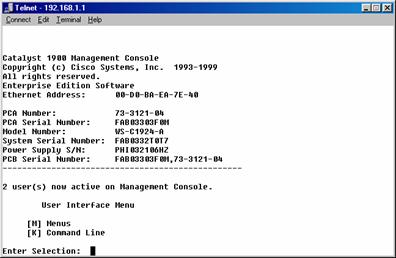 Telnet - 192.168.1.1
Connect Edit Terminal Help
Catalyst 1900 Management Console
Copyright (c) Cisco Systems, Inc. 1993-1999
All rights reserved.
Enterprise Edition Software
Ethernet Address: 00-D0-BA-EA-7E-40
PCA Number: 73-3121-04
PCA Serial Number: FAB03303F0M
Model Number: WS-C1924-A
System Serial Number: FAB0332T0T7
Power Supply S/N: PHI032106HZ
PCB Serial Number: FAB03303F0M,73-3121-04
-------------------------------------------------
2 user(s) now active on Management Console.
User Interface Menu
[M] Menus
[K] Command Line
Enter Selection: